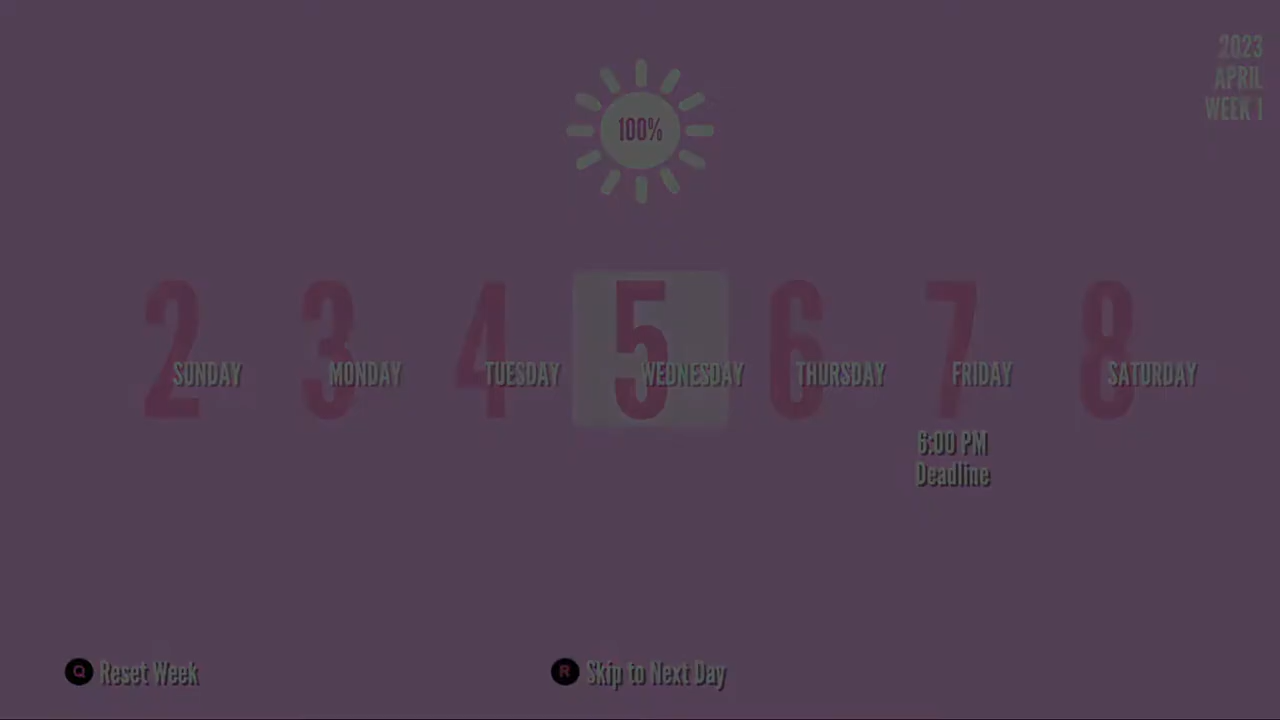 2023
APRIL
WEEK 1
100%
2 3 4 5 6 7 8
SUNDAY MONDAY TUESDAY WEDNESDAY THURSDAY FRIDAY SATURDAY
6:00 PM
Deadline
Q Reset Week R Skip to Next Day